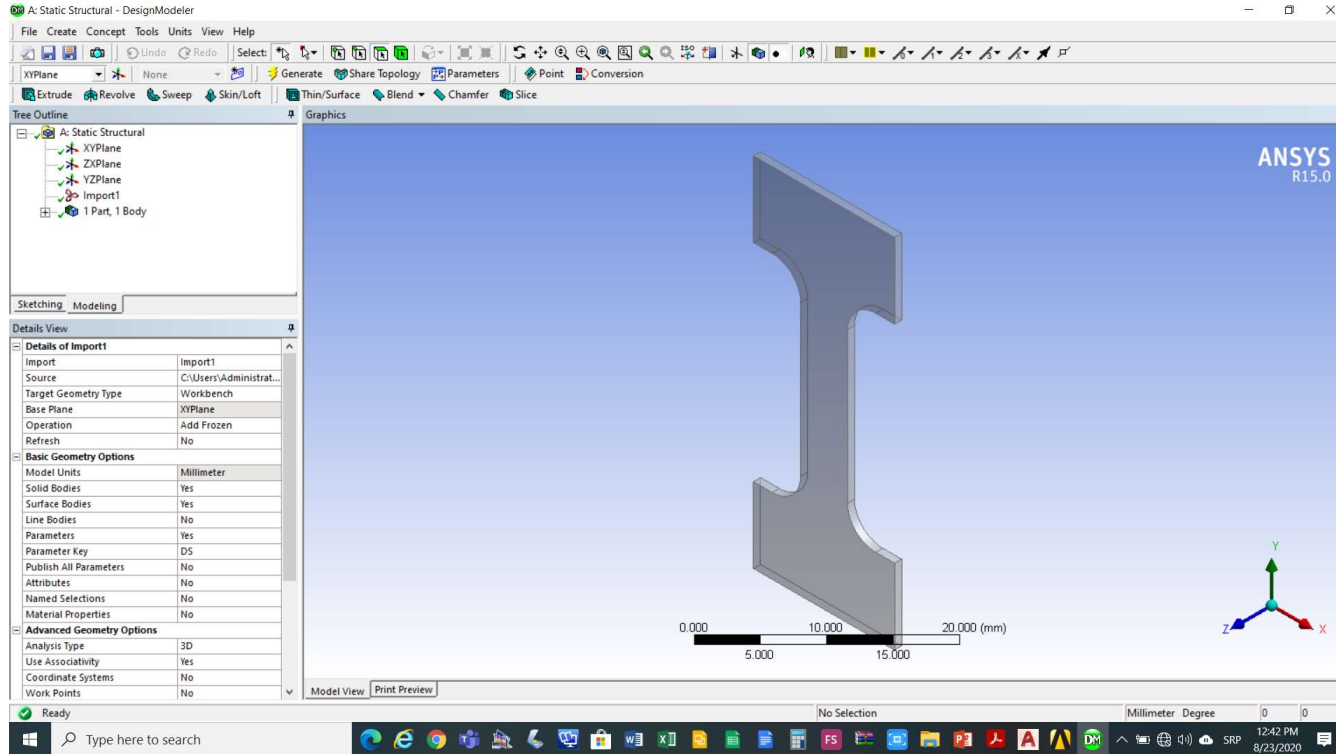 DM A: Static Structural - DesignModeler
File Create Concept Tools Units View Help
Undo Redo Select:
XYPlane None Generate Share Topology Parameters Point Conversion
Extrude Revolve Sweep Skin/Loft Thin/Surface Blend Chamfer Slice
Tree Outline
A: Static Structural
XYPlane
ZXPlane
YZPlane
Import1
1 Part, 1 Body
Sketching Modeling
Details View
Details of Import1
Import Import1
Source C:\Users\Administrat...
Target Geometry Type Workbench
Base Plane XYPlane
Operation Add Frozen
Refresh No
Basic Geometry Options
Model Units Millimeter
Solid Bodies Yes
Surface Bodies Yes
Line Bodies No
Parameters Yes
Parameter Key DS
Publish All Parameters No
Attributes No
Named Selections No
Material Properties No
Advanced Geometry Options
Analysis Type 3D
Use Associativity Yes
Coordinate Systems No
Work Points No
Graphics
ANSYS
R15.0
0.000 10.000 20.000 (mm)
5.000 15.000
Y
Z X
Model View Print Preview
Ready No Selection Millimeter Degree 0 0
Type here to search
FS DM SRP 12:42 PM
8/23/2020